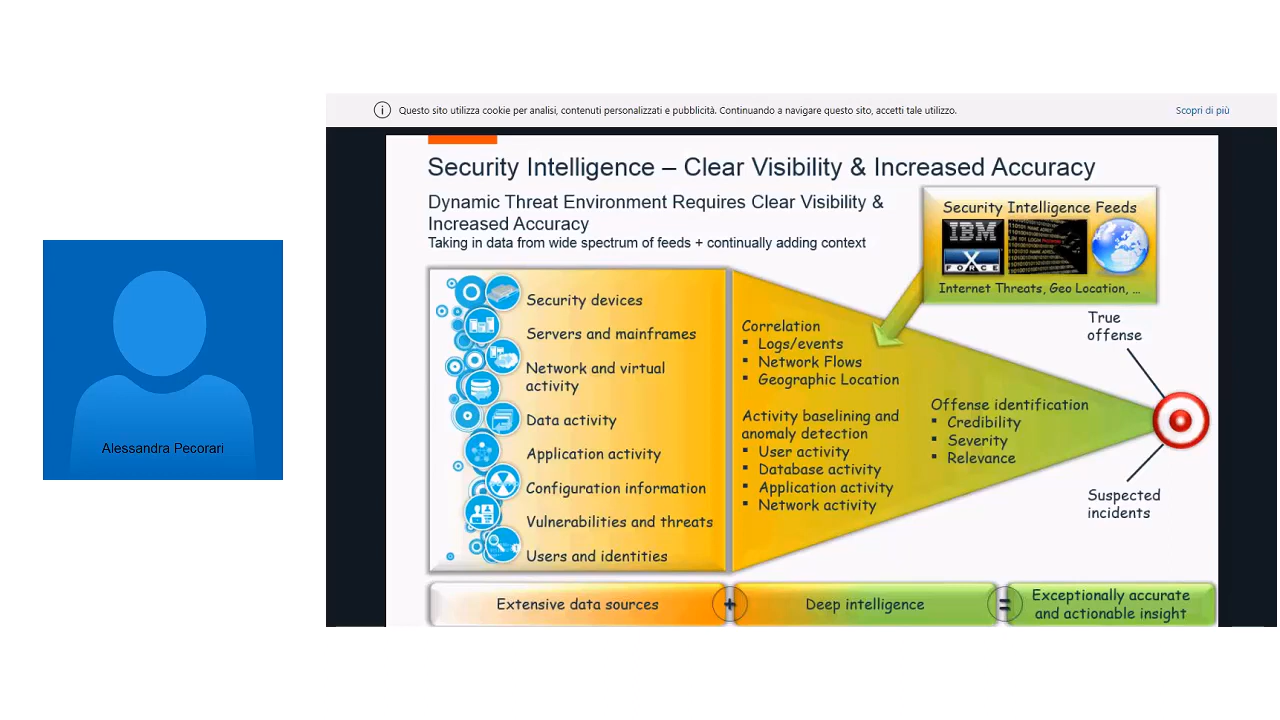 Questo sito utilizza cookie per analisi, contenuti personalizzati e pubblicità. Continuando a navigare questo sito, accetti tale utilizzo.
Scopri di più
Alessandra Pecorari
Security Intelligence – Clear Visibility & Increased Accuracy
Dynamic Threat Environment Requires Clear Visibility &
Increased Accuracy
Taking in data from wide spectrum of feeds + continually adding context
Security Intelligence Feeds
IBM
X
FORCE
Internet Threats, Geo Location, ...
Security devices
Servers and mainframes
Network and virtual
activity
Data activity
Application activity
Configuration information
Vulnerabilities and threats
Users and identities
Correlation
▪ Logs/events
▪ Network Flows
▪ Geographic Location
Activity baselining and
anomaly detection
▪ User activity
▪ Database activity
▪ Application activity
▪ Network activity
Offense identification
▪ Credibility
▪ Severity
▪ Relevance
True
offense
Suspected
incidents
Extensive data sources
+
Deep intelligence
=
Exceptionally accurate
and actionable insight